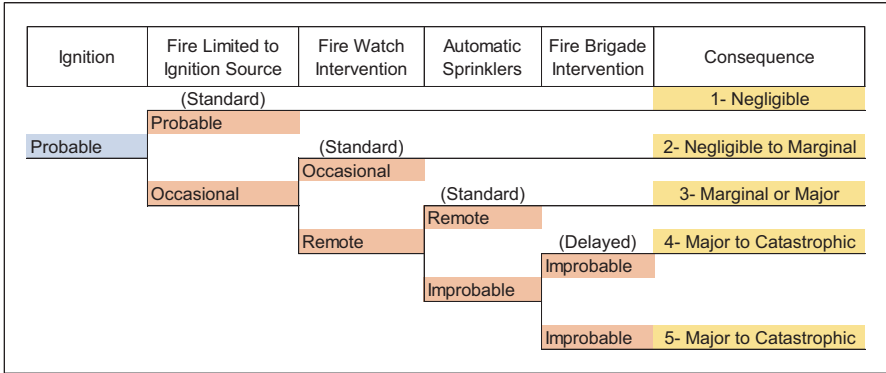 Ignition
Fire Limited to
Ignition Source
Fire Watch
Intervention
Automatic
Sprinklers
Fire Brigade
Intervention
Consequence
(Standard)
1- Negligible
Probable
Probable
(Standard)
2- Negligible to Marginal
Occasional
Occasional
(Standard)
3- Marginal or Major
Remote
Remote
(Delayed)
4- Major to Catastrophic
Improbable
Improbable
Improbable
5- Major to Catastrophic